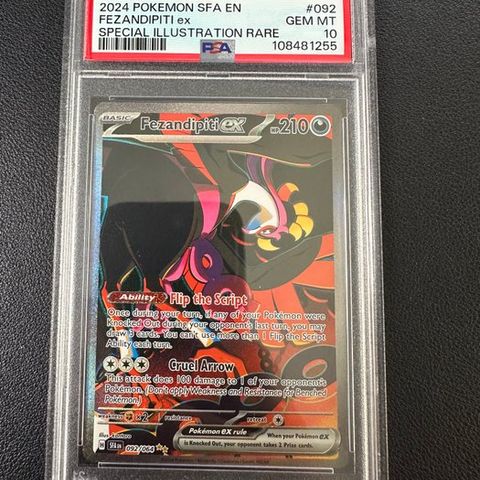 2024 POKEMON SFA EN #092
FEZANDIPITI ex GEM MT
SPECIAL ILLUSTRATION RARE 10
PSA 108481255
BASIC
Fezandipiti ex HP 210
Ability Flip the Script
Once during your turn, if any of your Pokémon were
Knocked Out during your opponent's last turn, you may
draw 3 cards. You can't use more than 1 Flip the Script
Ability each turn.
Cruel Arrow
This attack does 100 damage to 1 of your opponent's
Pokémon. (Don't apply Weakness and Resistance for Benched
Pokémon.)
weakness ×2 resistance retreat
Pokémon ex rule
When your Pokémon ex
is Knocked Out, your opponent takes 2 Prize cards.
SFA EN 092/064